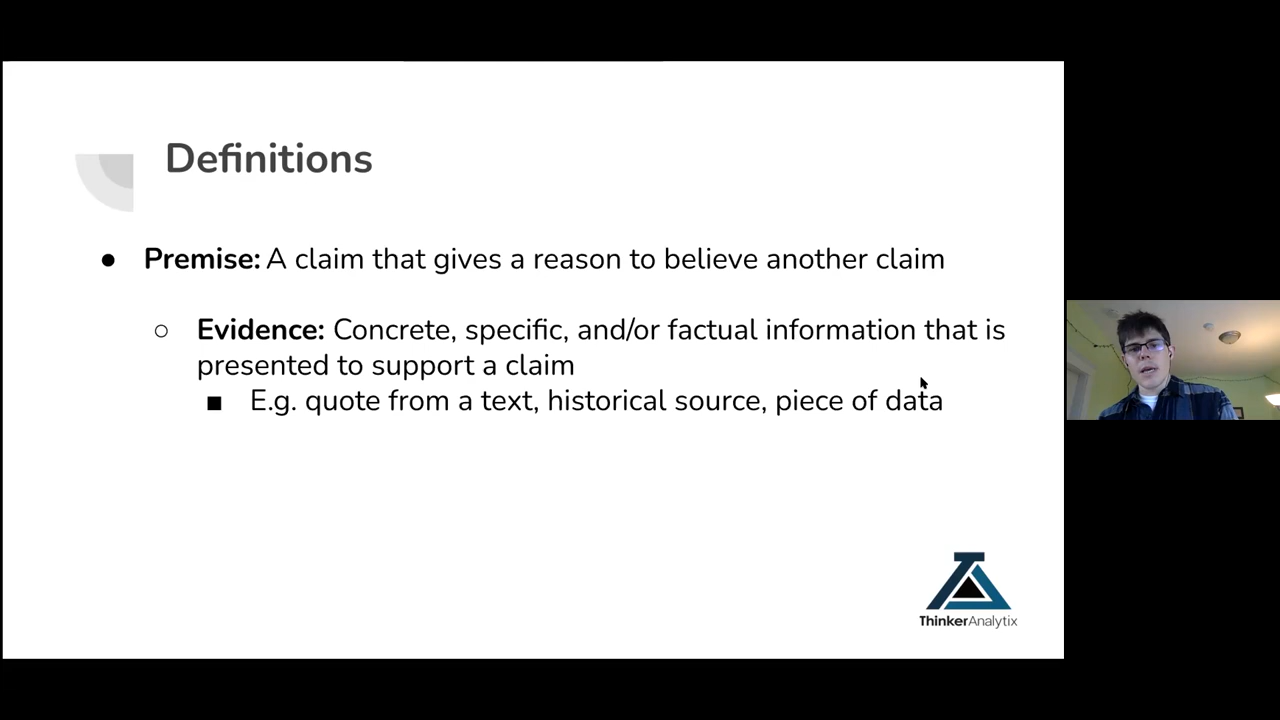 Definitions
● Premise: A claim that gives a reason to believe another claim
○ Evidence: Concrete, specific, and/or factual information that is
presented to support a claim
■ E.g. quote from a text, historical source, piece of data
ThinkerAnalytix